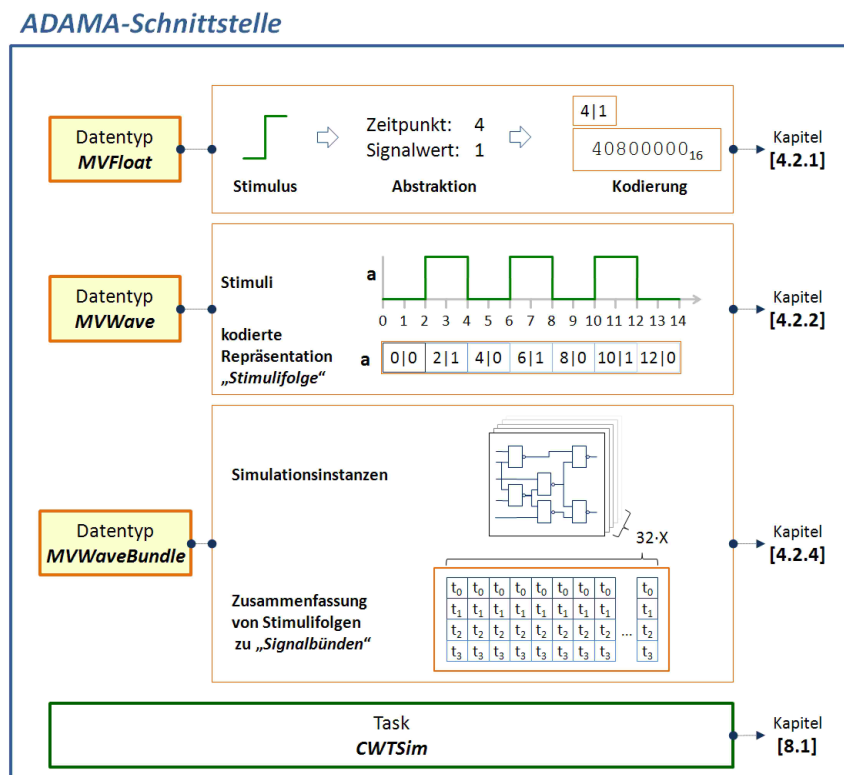 ADAMA-Schnittstelle
Datentyp
MVFloat
Zeitpunkt: 4
Signalwert: 1
4|1
40800000₁₆
Stimulus
Abstraktion
Kodierung
Kapitel
[4.2.1]
Datentyp
MVWave
Stimuli
a
0 1 2 3 4 5 6 7 8 9 10 11 12 13 14
kodierte
Repräsentation
„Stimulifolge“
a 0|0 2|1 4|0 6|1 8|0 10|1 12|0
Kapitel
[4.2.2]
Datentyp
MVWaveBundle
Simulationsinstanzen
32·X
Zusammenfassung
von Stimulifolgen
zu „Signalbünden“
t₀ t₀ t₀ t₀ t₀ t₀ t₀ t₀ t₀
t₁ t₁ t₁ t₁ t₁ t₁ t₁ t₁ t₁
t₂ t₂ t₂ t₂ t₂ t₂ t₂ t₂ ... t₂
t₃ t₃ t₃ t₃ t₃ t₃ t₃ t₃ t₃
Kapitel
[4.2.4]
Task
CWTSim
Kapitel
[8.1]